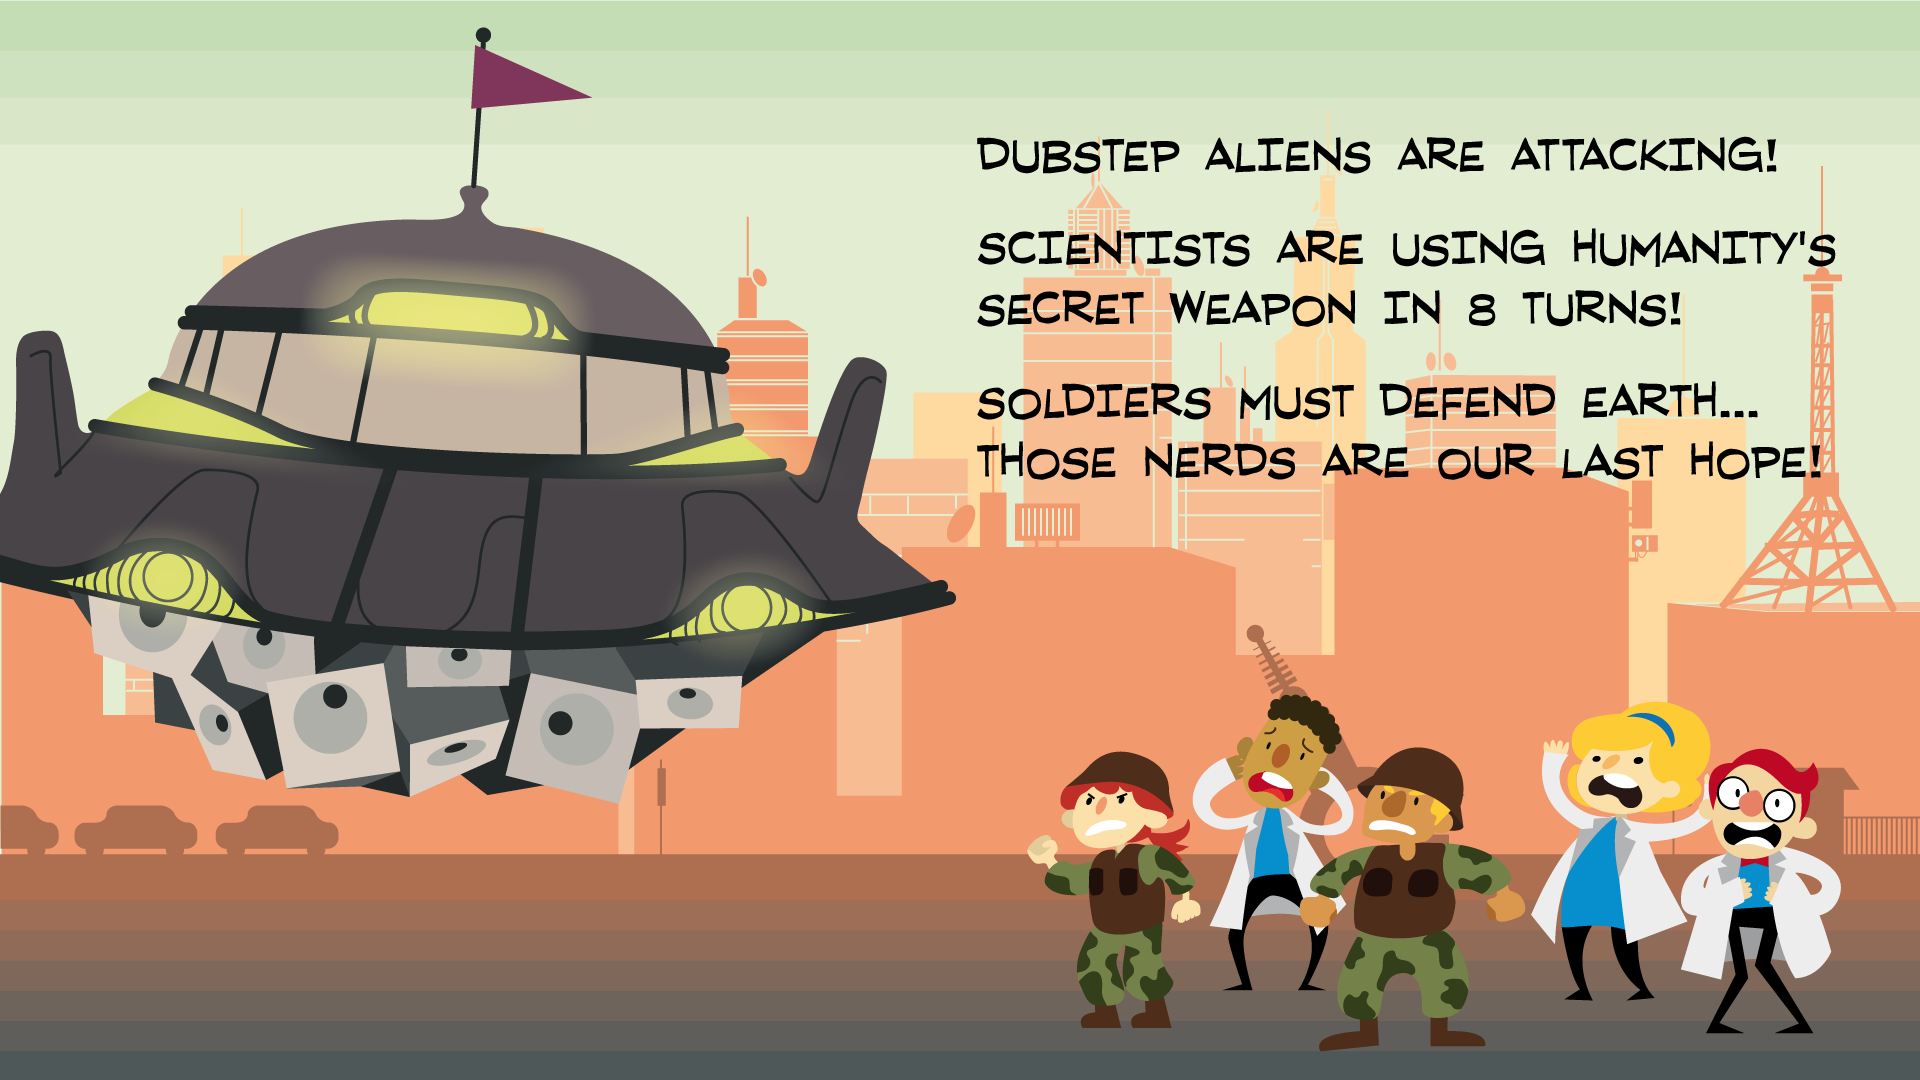 DUBSTEP ALIENS ARE ATTACKING!
SCIENTISTS ARE USING HUMANITY'S
SECRET WEAPON IN 8 TURNS!
SOLDIERS MUST DEFEND EARTH...
THOSE NERDS ARE OUR LAST HOPE!